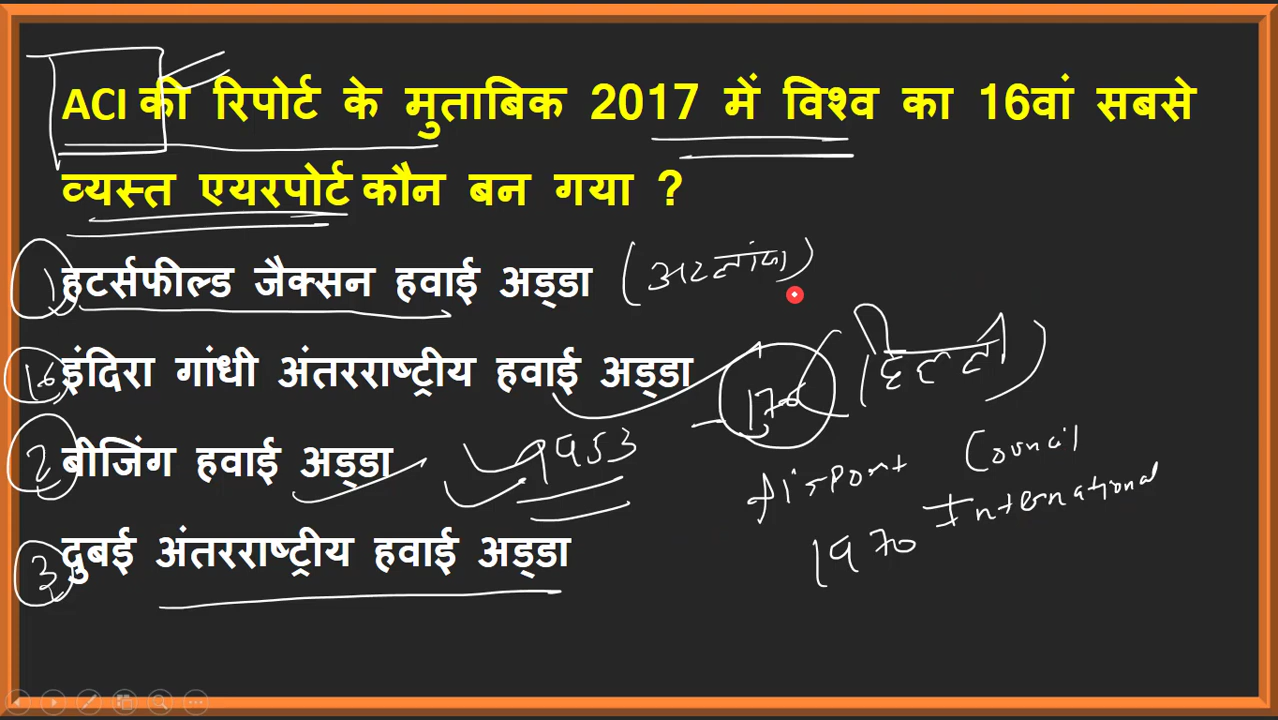 ACI की रिपोर्ट के मुताबिक 2017 में विश्व का 16वां सबसे
व्यस्त एयरपोर्ट कौन बन गया ?
1 हटर्सफील्ड जैक्सन हवाई अड्डा (अटलांटा)
16 इंदिरा गांधी अंतरराष्ट्रीय हवाई अड्डा (दिल्ली)
2 बीजिंग हवाई अड्डा 1953
Airport Council
International
1970
3 दुबई अंतरराष्ट्रीय हवाई अड्डा